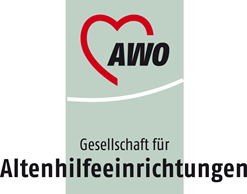 AWO
Gesellschaft für
Altenhilfeeinrichtungen